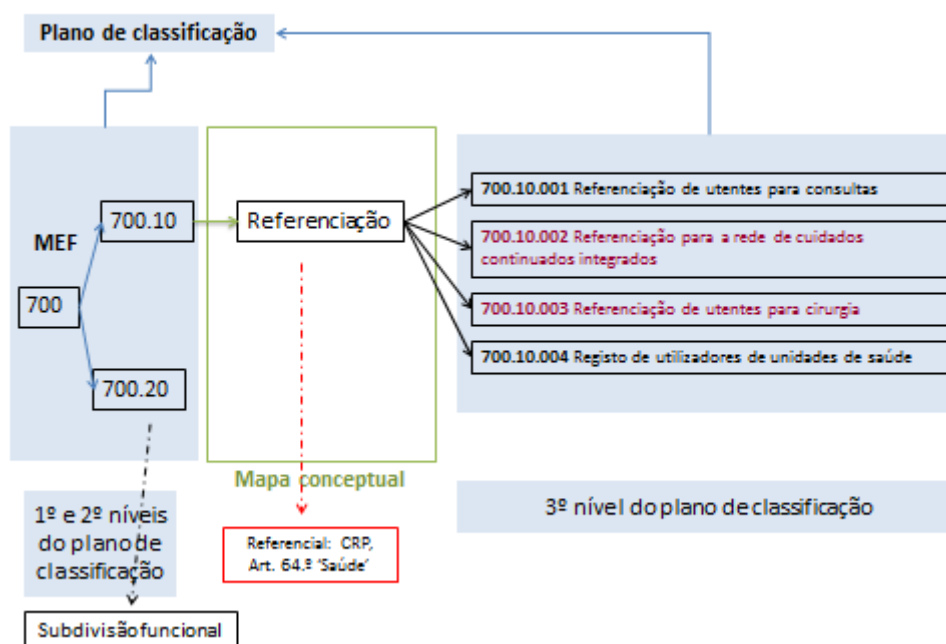 Plano de classificação
MEF
700.10
700
700.20
Referenciação
Mapa conceptual
700.10.001 Referenciação de utentes para consultas
700.10.002 Referenciação para a rede de cuidados
continuados integrados
700.10.003 Referenciação de utentes para cirurgia
700.10.004 Registo de utilizadores de unidades de saúde
1º e 2º níveis
do plano de
classificação
Referencial: CRP,
Art. 64.º ‘Saúde’
3º nível do plano de classificação
Subdivisão funcional